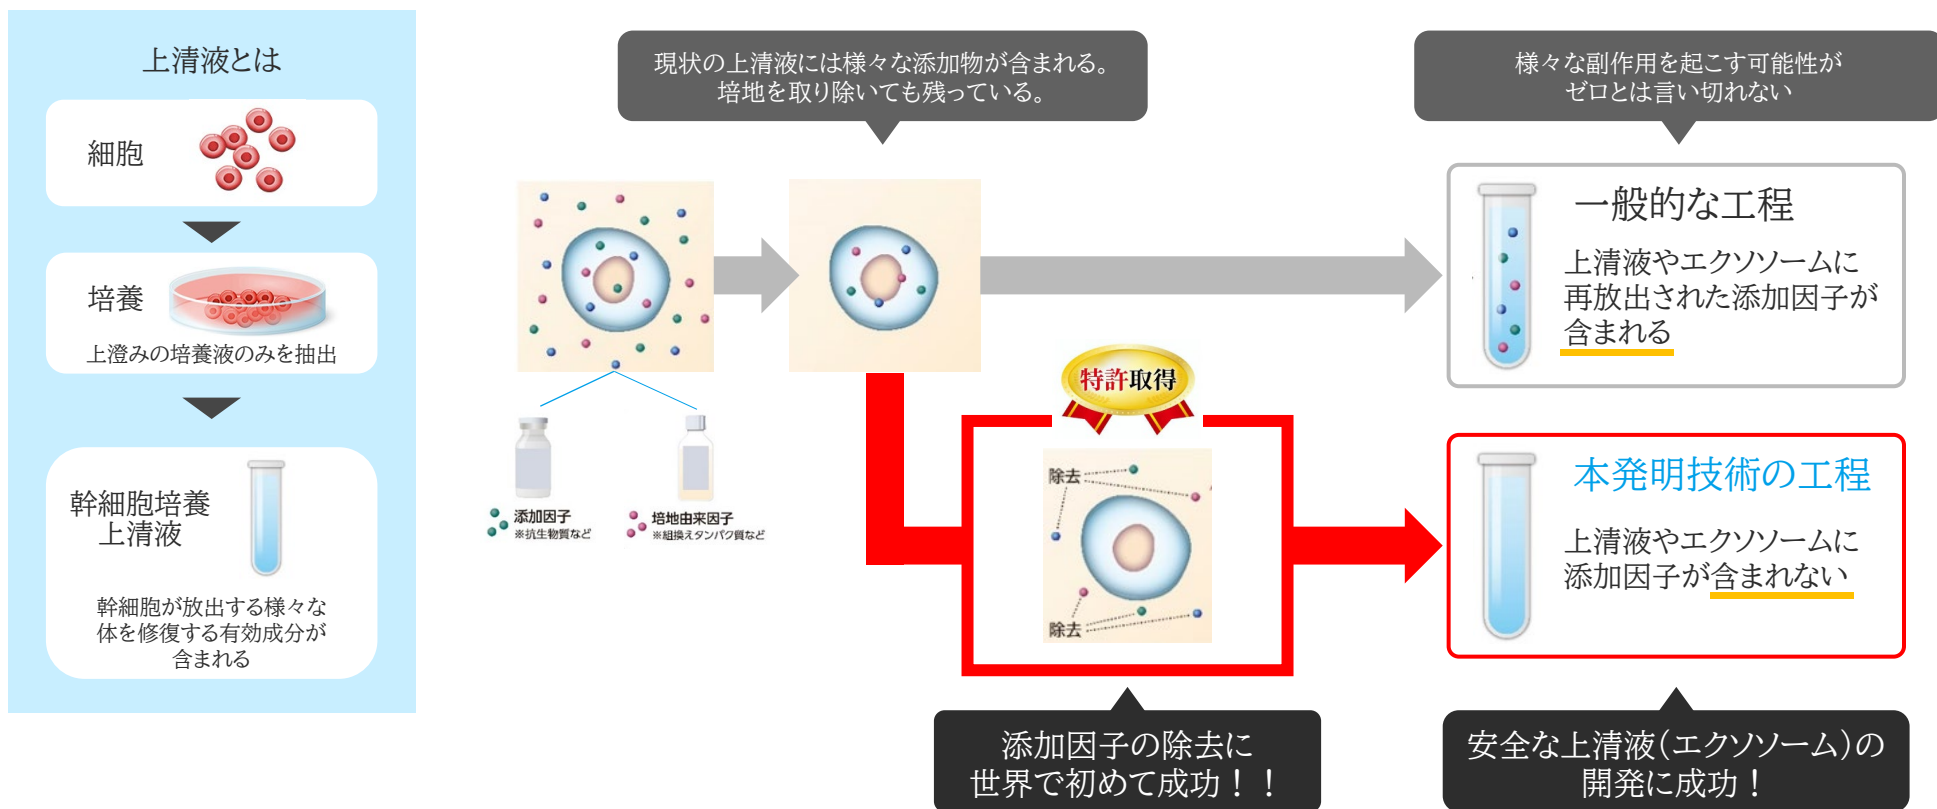 上清液とは
細胞
培養
上澄みの培養液のみを抽出
幹細胞培養
上清液
幹細胞が放出する様々な
体を修復する有効成分が
含まれる
現状の上清液には様々な添加物が含まれる。
培地を取り除いても残っている。
様々な副作用を起こす可能性が
ゼロとは言い切れない
添加因子
※抗生物質など
培地由来因子
※組換えタンパク質など
一般的な工程
上清液やエクソソームに
再放出された添加因子が
含まれる
特許取得
除去
除去
本発明技術の工程
上清液やエクソソームに
添加因子が含まれない
添加因子の除去に
世界で初めて成功！！
安全な上清液（エクソソーム）の
開発に成功！